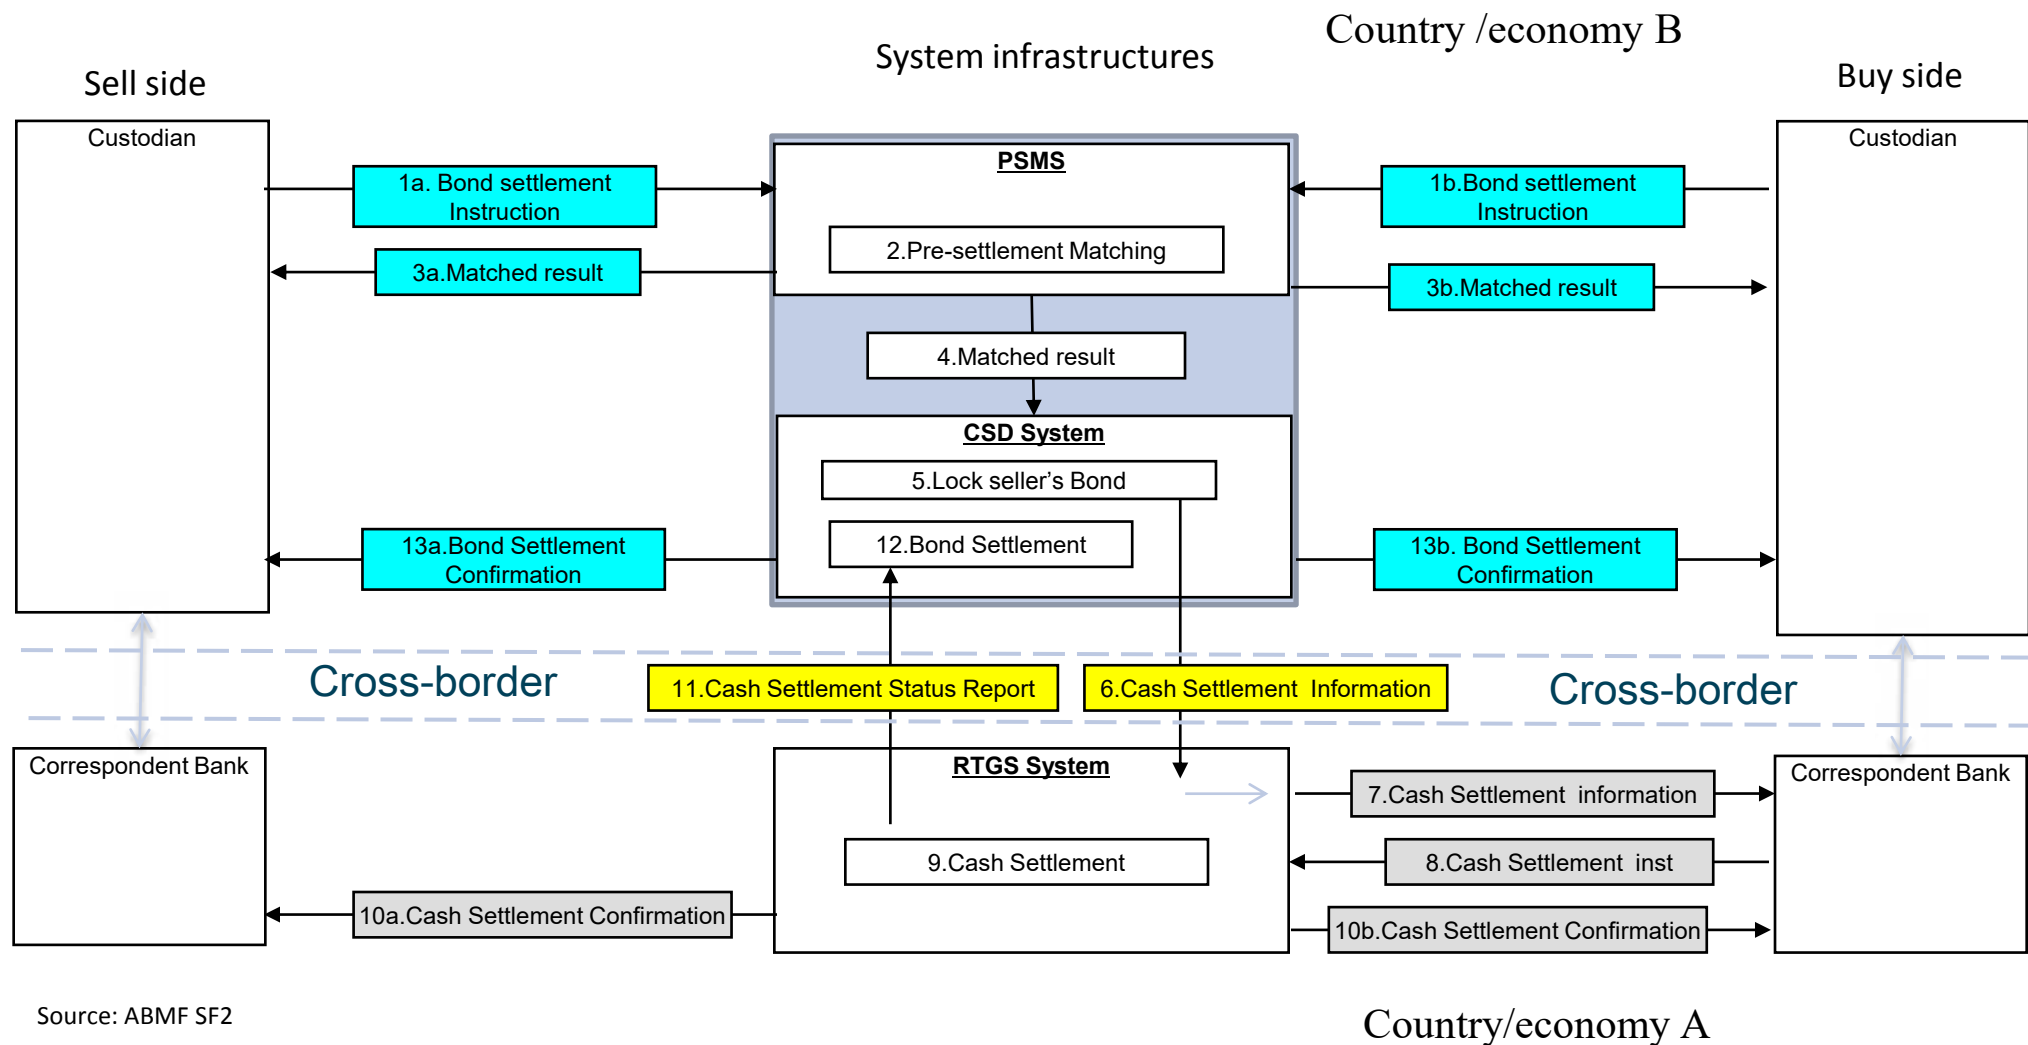 Country /economy B
System infrastructures
Sell side
Buy side
Custodian
PSMS
Custodian
1a. Bond settlement
Instruction
1b.Bond settlement
Instruction
2.Pre-settlement Matching
3a.Matched result
3b.Matched result
4.Matched result
CSD System
5.Lock seller’s Bond
12.Bond Settlement
13a.Bond Settlement
Confirmation
13b. Bond Settlement
Confirmation
Cross-border
11.Cash Settlement Status Report
6.Cash Settlement  Information
Cross-border
Correspondent Bank
RTGS System
Correspondent Bank
7.Cash Settlement  information
9.Cash Settlement
8.Cash Settlement  inst
10a.Cash Settlement Confirmation
10b.Cash Settlement Confirmation
Source: ABMF SF2
Country/economy A